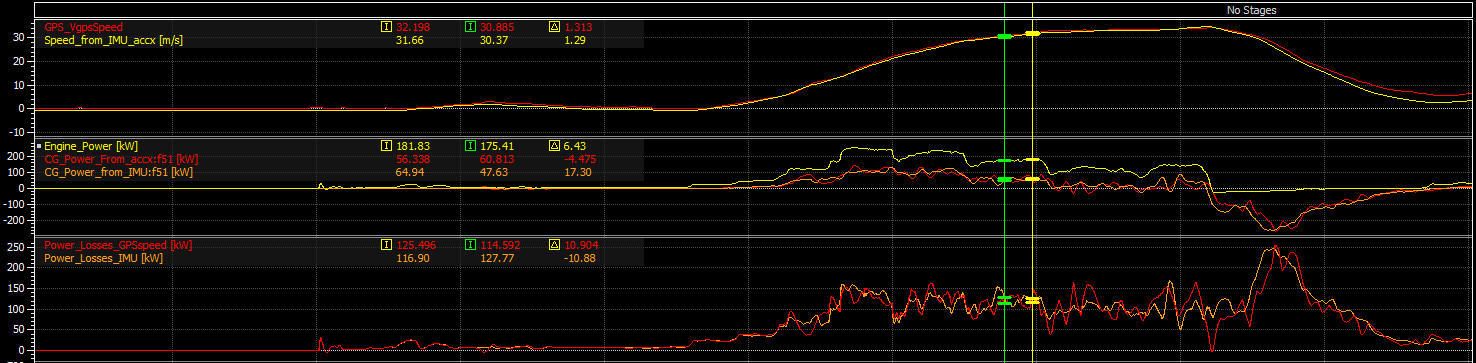 No Stages
GPS_VgpsSpeed 32.198 30.885 1.313
Speed_from_IMU_accx [m/s] 31.66 30.37 1.29
30
20
10
0
-10
Engine_Power [kW] 181.83 175.41 6.43
CG_Power_From_accx:f51 [kW] 56.338 60.813 -4.475
CG_Power_from_IMU:f51 [kW] 64.94 47.63 17.30
200
100
0
-100
-200
Power_Losses_GPSspeed [kW] 125.496 114.592 10.904
Power_Losses_IMU [kW] 116.90 127.77 -10.88
250
200
150
100
50
0